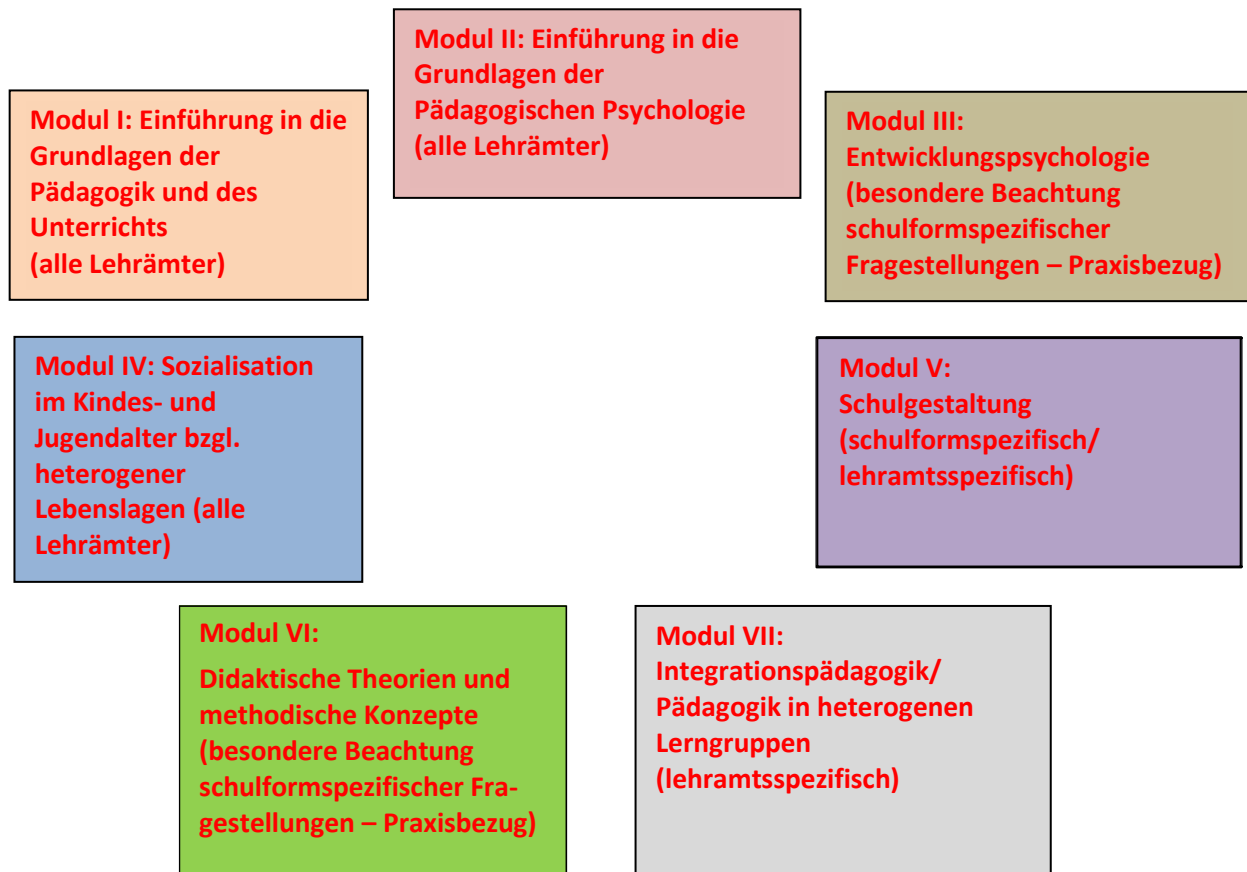 Modul I: Einführung in die
Grundlagen der
Pädagogik und des
Unterrichts
(alle Lehrämter)
Modul II: Einführung in die
Grundlagen der
Pädagogischen Psychologie
(alle Lehrämter)
Modul III:
Entwicklungspsychologie
(besondere Beachtung
schulformspezifischer
Fragestellungen – Praxisbezug)
Modul IV: Sozialisation
im Kindes- und
Jugendalter bzgl.
heterogener
Lebenslagen (alle
Lehrämter)
Modul V:
Schulgestaltung
(schulformspezifisch/
lehramtsspezifisch)
Modul VI:
Didaktische Theorien und
methodische Konzepte
(besondere Beachtung
schulformspezifischer Fra-
gestellungen – Praxisbezug)
Modul VII:
Integrationspädagogik/
Pädagogik in heterogenen
Lerngruppen
(lehramtsspezifisch)